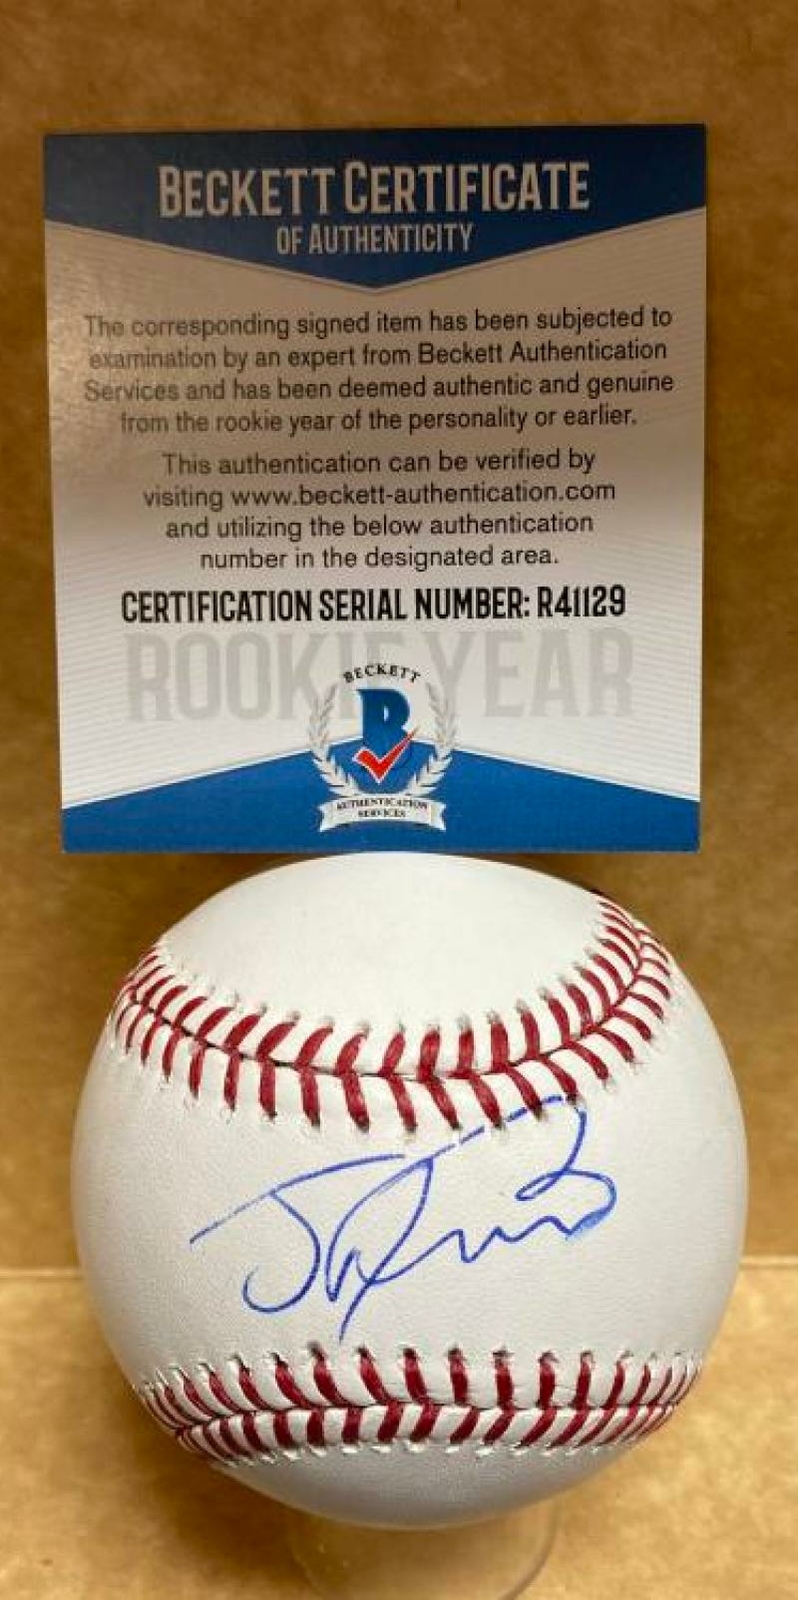 BECKETT CERTIFICATE
OF AUTHENTICITY
The corresponding signed item has been subjected to
examination by an expert from Beckett Authentication
Services and has been deemed authentic and genuine
from the rookie year of the personality or earlier.
This authentication can be verified by
visiting www.beckett-authentication.com
and utilizing the below authentication
number in the designated area.
CERTIFICATION SERIAL NUMBER: R41129
ROOKIE YEAR
BECKETT
B
AUTHENTICATION
SERVICES